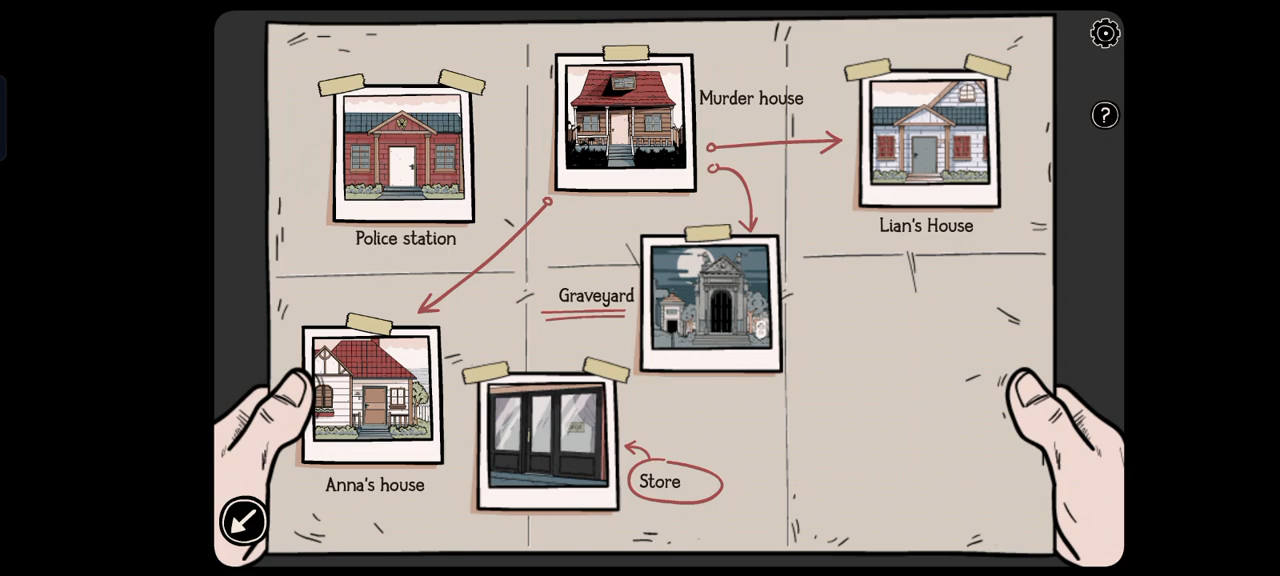 Murder house
Police station
Lian's House
Graveyard
Anna's house
Store
?